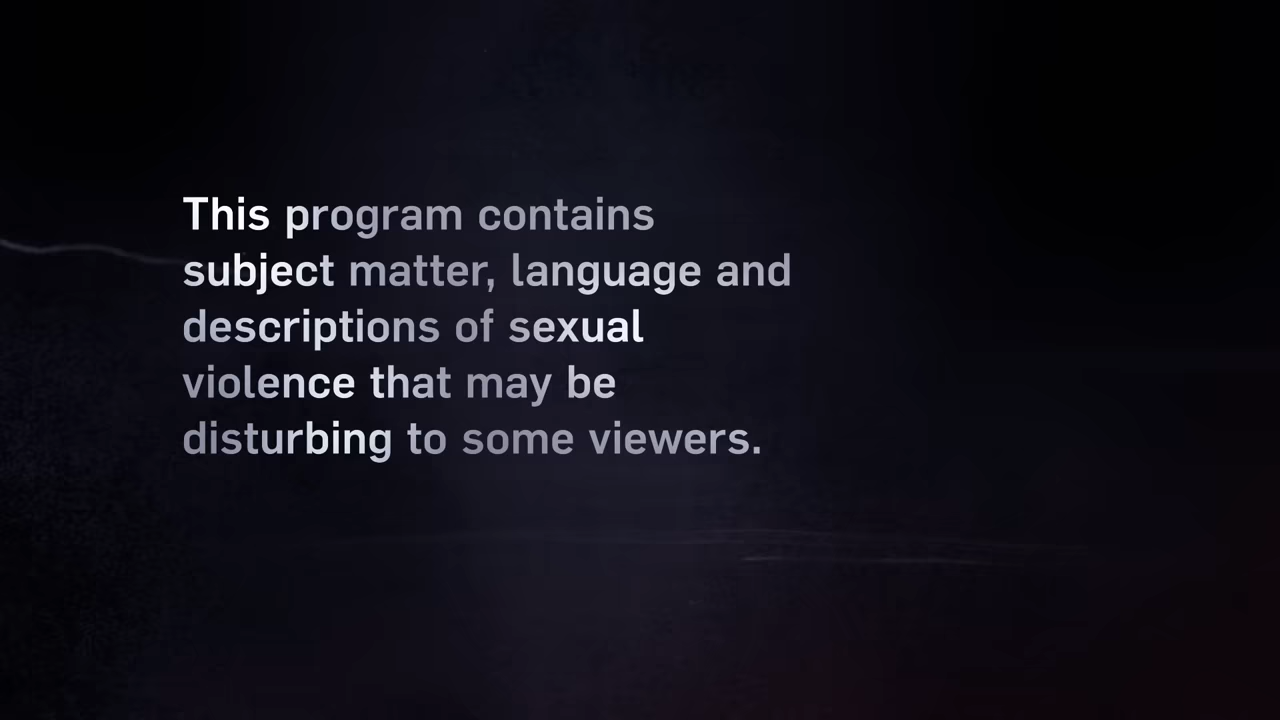 This program contains
subject matter, language and
descriptions of sexual
violence that may be
disturbing to some viewers.